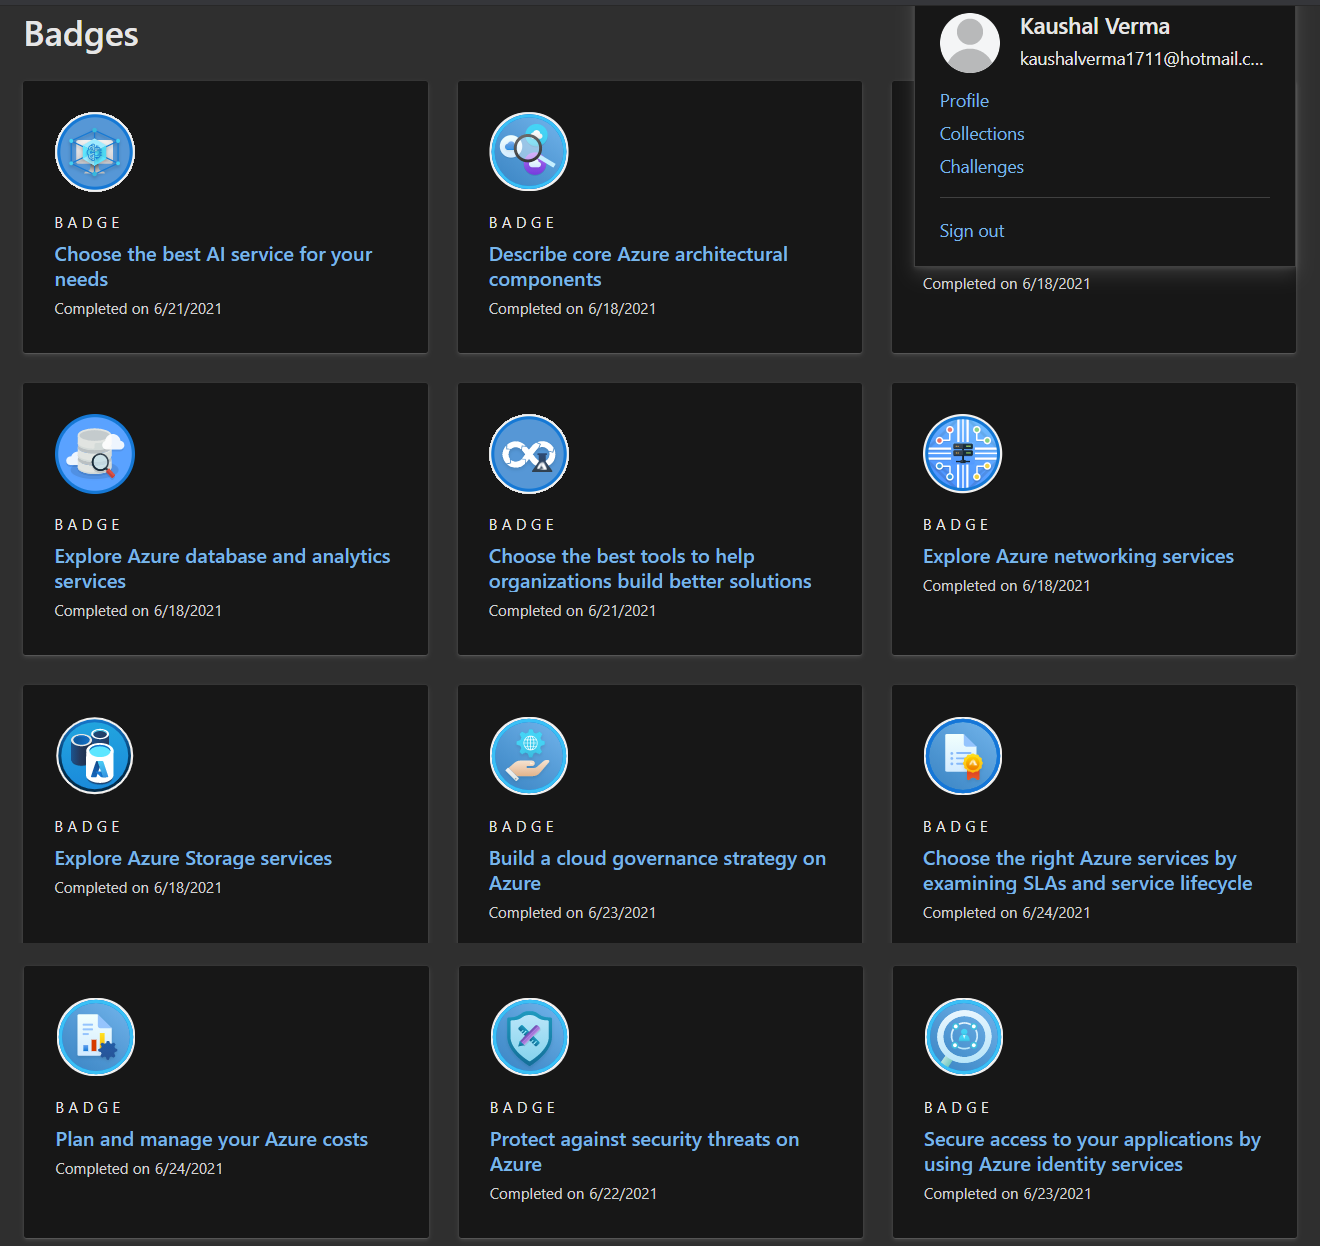 Badges
Kaushal Verma
kaushalverma1711@hotmail.c...
Profile
Collections
Challenges
Sign out
BADGE
Choose the best AI service for your
needs
Completed on 6/21/2021
BADGE
Describe core Azure architectural
components
Completed on 6/18/2021
Completed on 6/18/2021
BADGE
Explore Azure database and analytics
services
Completed on 6/18/2021
BADGE
Choose the best tools to help
organizations build better solutions
Completed on 6/21/2021
BADGE
Explore Azure networking services
Completed on 6/18/2021
A
BADGE
Explore Azure Storage services
Completed on 6/18/2021
BADGE
Build a cloud governance strategy on
Azure
Completed on 6/23/2021
BADGE
Choose the right Azure services by
examining SLAs and service lifecycle
Completed on 6/24/2021
BADGE
Plan and manage your Azure costs
Completed on 6/24/2021
BADGE
Protect against security threats on
Azure
Completed on 6/22/2021
BADGE
Secure access to your applications by
using Azure identity services
Completed on 6/23/2021